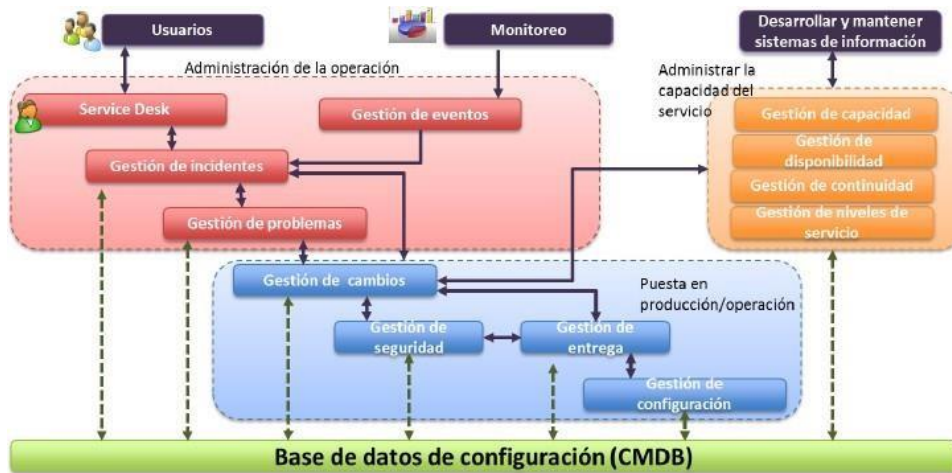 Usuarios
Monitoreo
Desarrollar y mantener
sistemas de información
Administración de la operación
Administrar la
capacidad del
servicio
Service Desk
Gestión de eventos
Gestión de capacidad
Gestión de
disponibilidad
Gestión de incidentes
Gestión de continuidad
Gestión de problemas
Gestión de niveles de
servicio
Gestión de cambios
Puesta en
producción/operación
Gestión de
seguridad
Gestión de
entrega
Gestión de
configuración
Base de datos de configuración (CMDB)